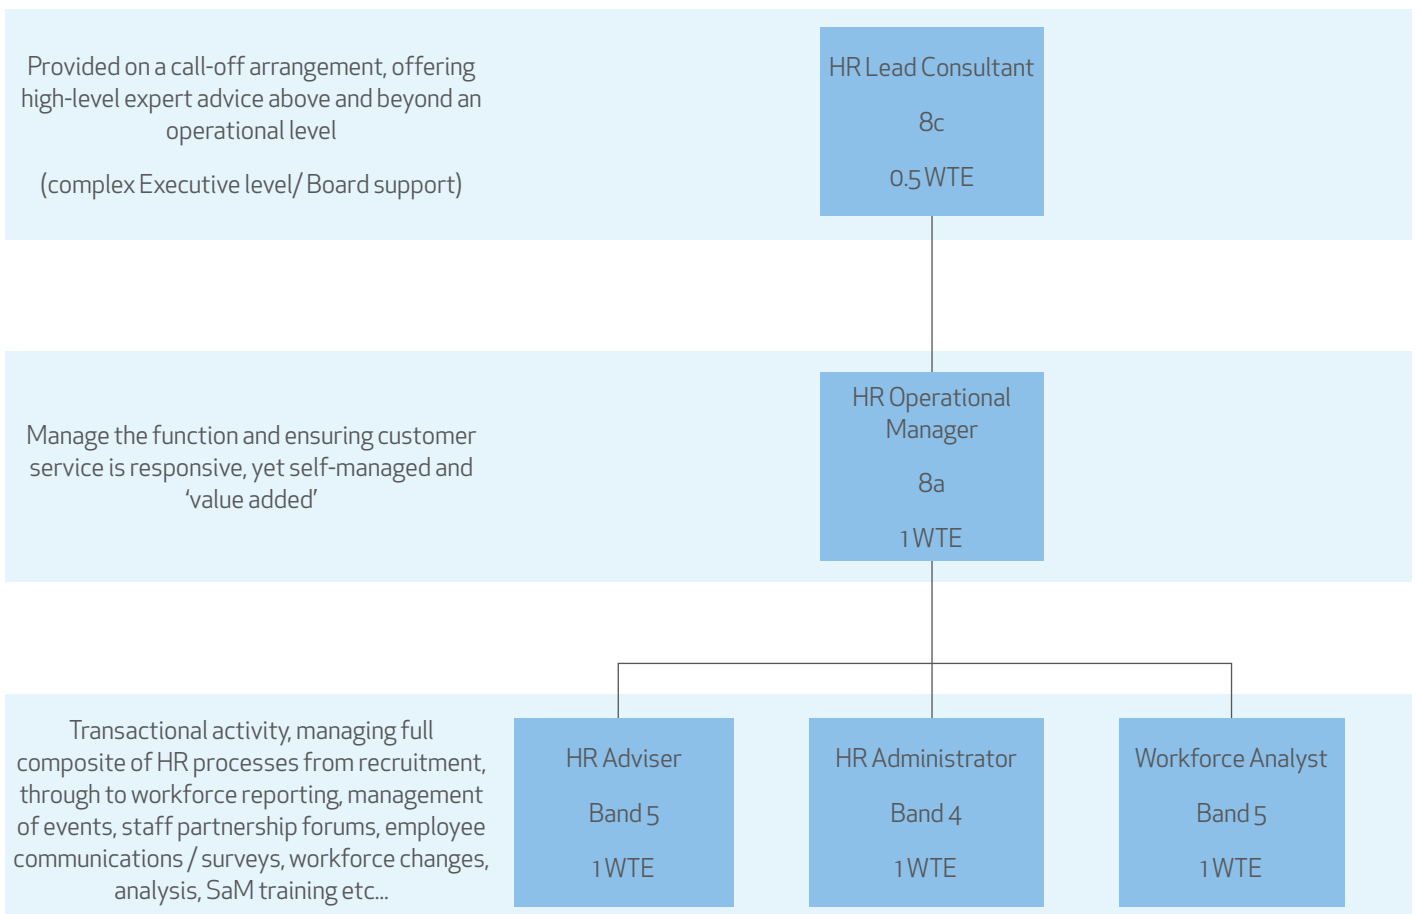 Provided on a call-off arrangement, offering
high-level expert advice above and beyond an
operational level
(complex Executive level/ Board support)
HR Lead Consultant
8c
0.5 WTE
Manage the function and ensuring customer
service is responsive, yet self-managed and
‘value added’
HR Operational
Manager
8a
1 WTE
Transactional activity, managing full
composite of HR processes from recruitment,
through to workforce reporting, management
of events, staff partnership forums, employee
communications / surveys, workforce changes,
analysis, SaM training etc...
HR Adviser
Band 5
1 WTE
HR Administrator
Band 4
1 WTE
Workforce Analyst
Band 5
1 WTE